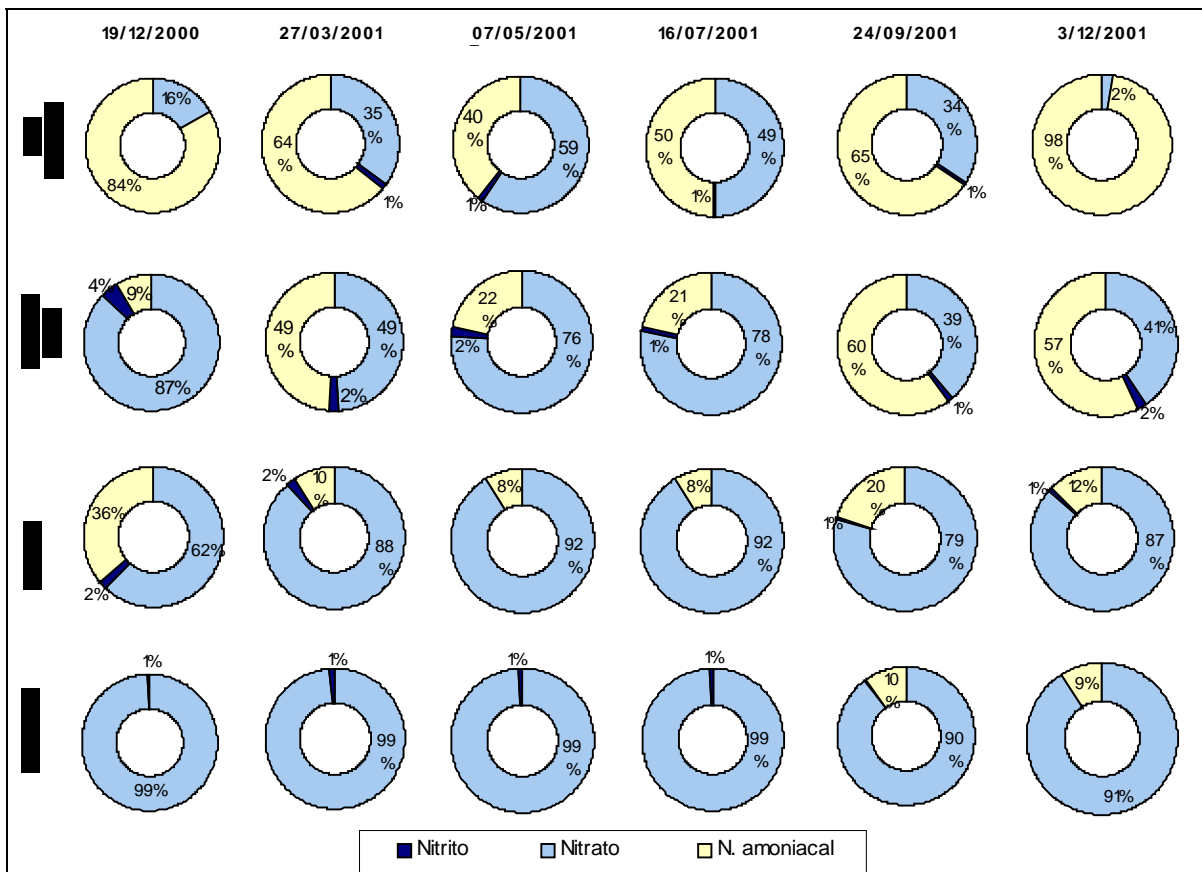 19/12/2000 27/03/2001 07/05/2001 16/07/2001 24/09/2001 3/12/2001
16% 84%
35 % 64 % 1%
40 % 59 % 1%
50 % 49 % 1%
34 % 65 % 1%
2% 98 %
4% 9% 87%
49 % 49 % 2%
22 % 76 % 2%
21 % 78 % 1%
39 % 60 % 1%
41% 57 % 2%
36% 62% 2%
2% 10 % 88 %
8% 92 %
8% 92 %
20 % 1% 79 %
1% 12% 87 %
1% 99%
1% 99 %
1% 99 %
1% 99 %
10 % 90 %
9% 91%
Nitrito Nitrato N. amoniacal